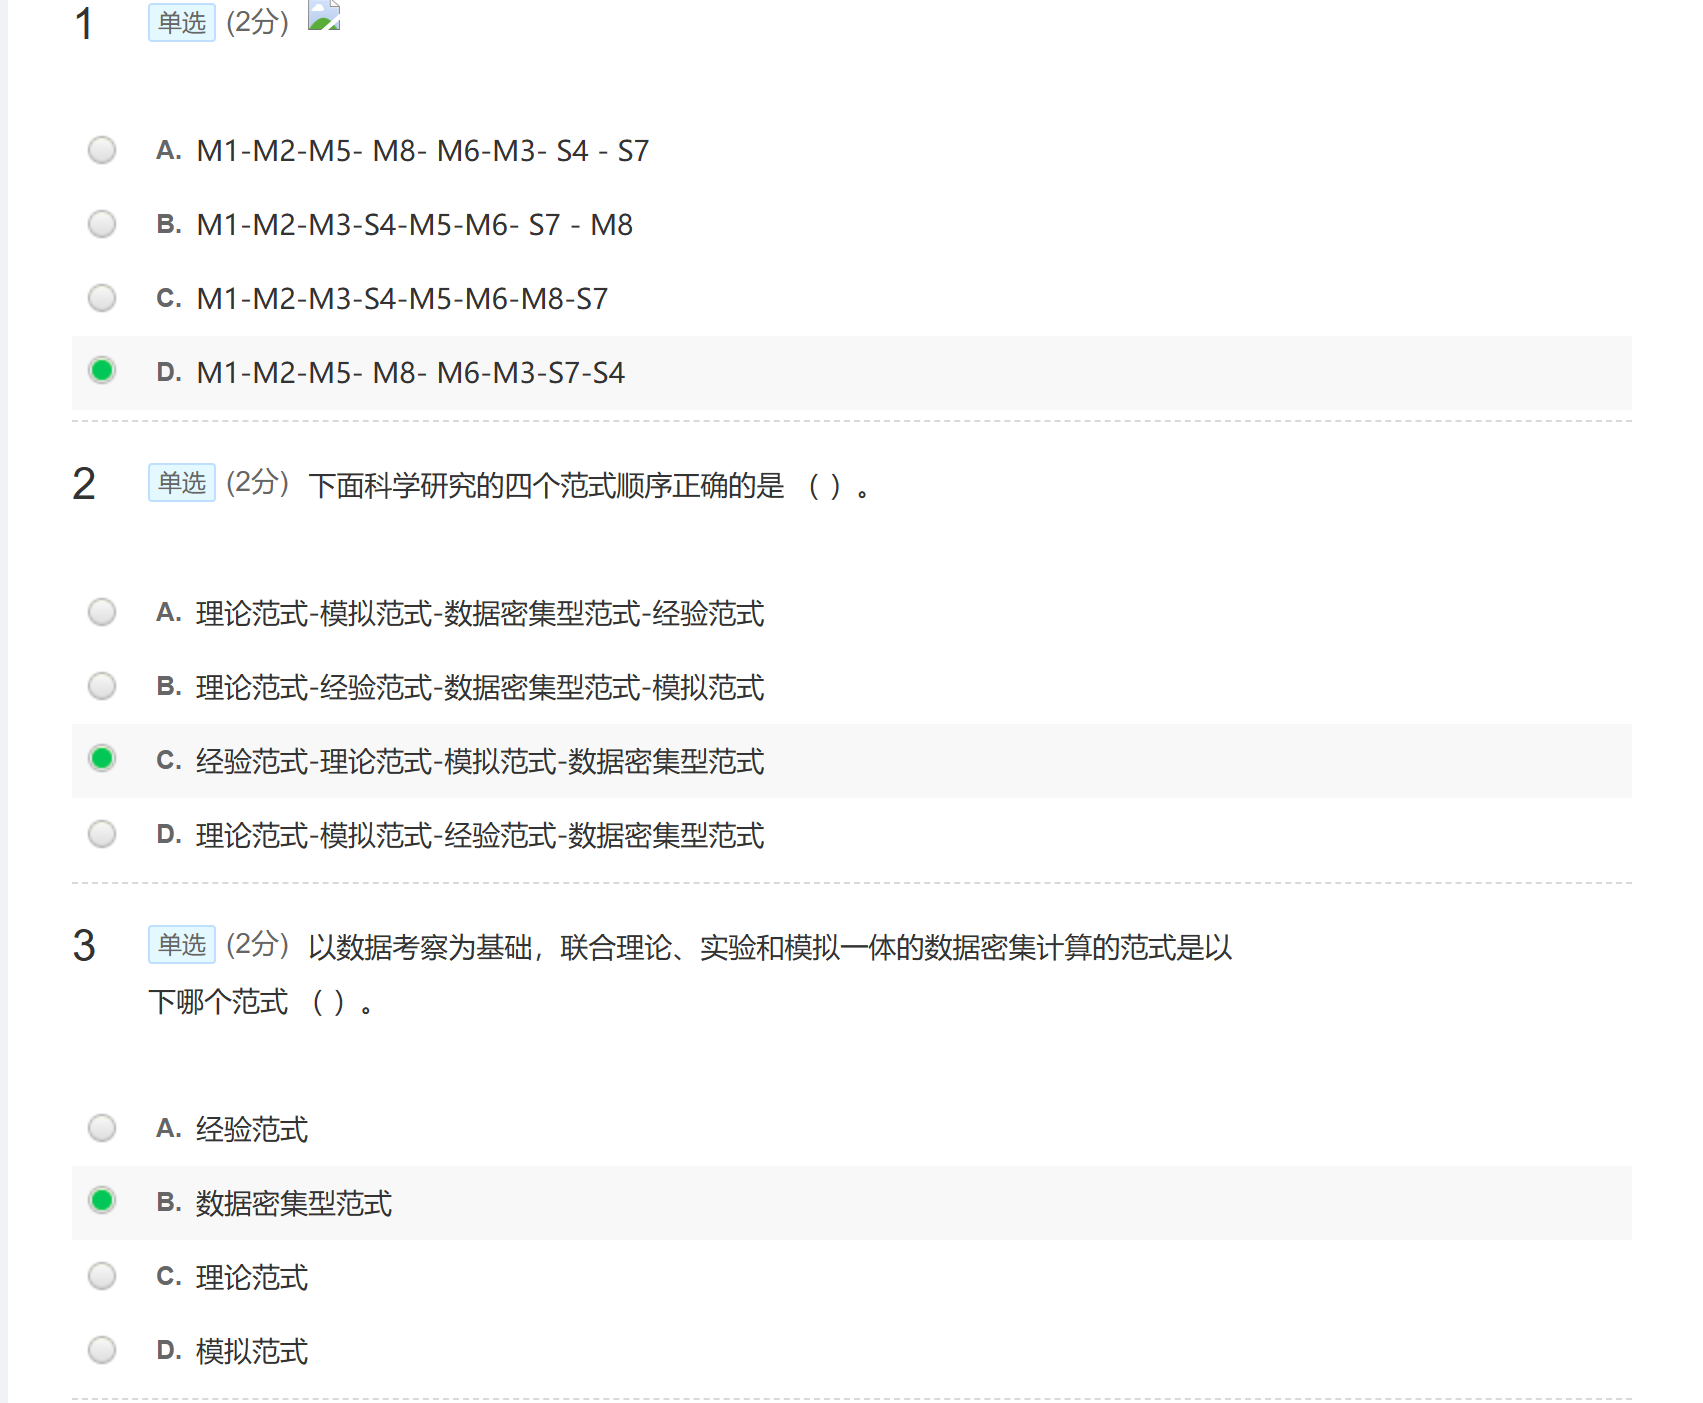 1 单选 (2分)
A. M1-M2-M5- M8- M6-M3- S4 - S7
B. M1-M2-M3-S4-M5-M6- S7 - M8
C. M1-M2-M3-S4-M5-M6-M8-S7
D. M1-M2-M5- M8- M6-M3-S7-S4
2 单选 (2分) 下面科学研究的四个范式顺序正确的是 （ ）。
A. 理论范式-模拟范式-数据密集型范式-经验范式
B. 理论范式-经验范式-数据密集型范式-模拟范式
C. 经验范式-理论范式-模拟范式-数据密集型范式
D. 理论范式-模拟范式-经验范式-数据密集型范式
3 单选 (2分) 以数据考察为基础，联合理论、实验和模拟一体的数据密集计算的范式是以
下哪个范式 （ ）。
A. 经验范式
B. 数据密集型范式
C. 理论范式
D. 模拟范式